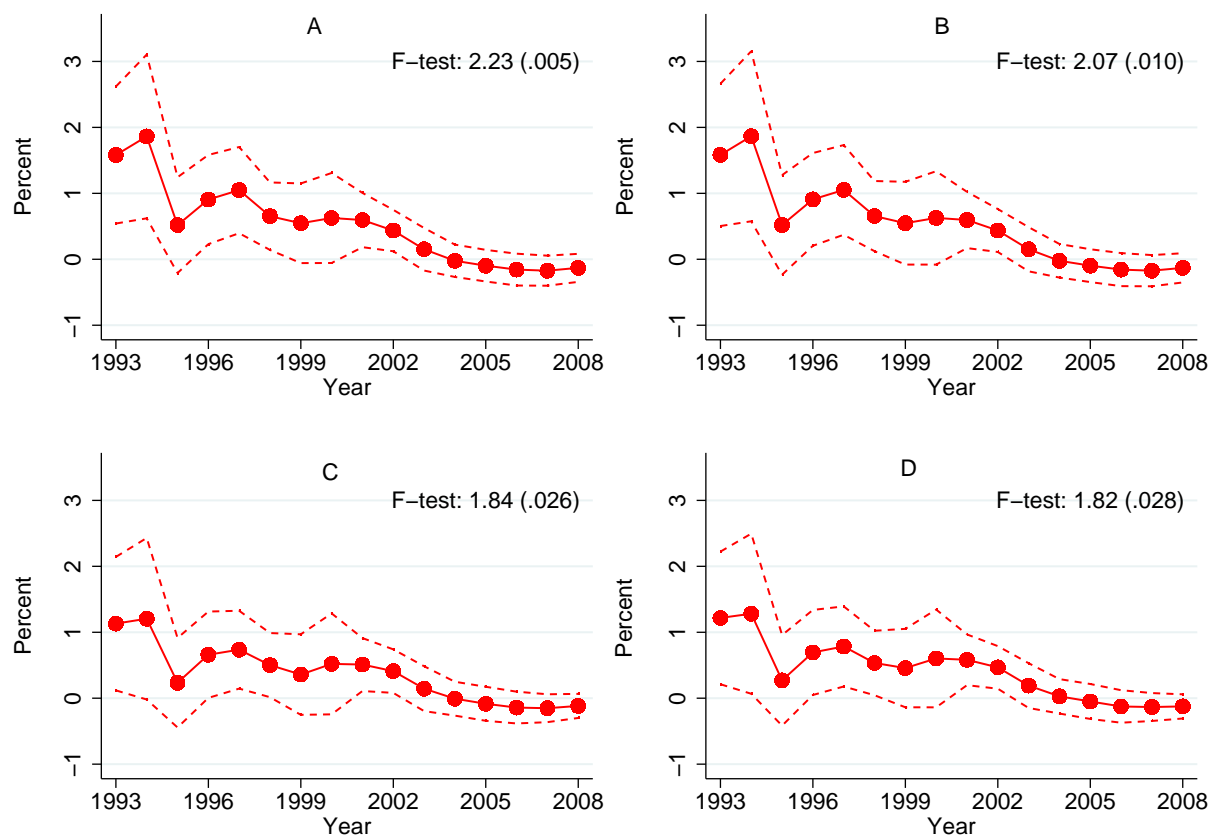 A
F−test: 2.23 (.005)
Percent
3
2
1
0
−1
1993 1996 1999 2002 2005 2008
Year
B
F−test: 2.07 (.010)
Percent
3
2
1
0
−1
1993 1996 1999 2002 2005 2008
Year
C
F−test: 1.84 (.026)
Percent
3
2
1
0
−1
1993 1996 1999 2002 2005 2008
Year
D
F−test: 1.82 (.028)
Percent
3
2
1
0
−1
1993 1996 1999 2002 2005 2008
Year